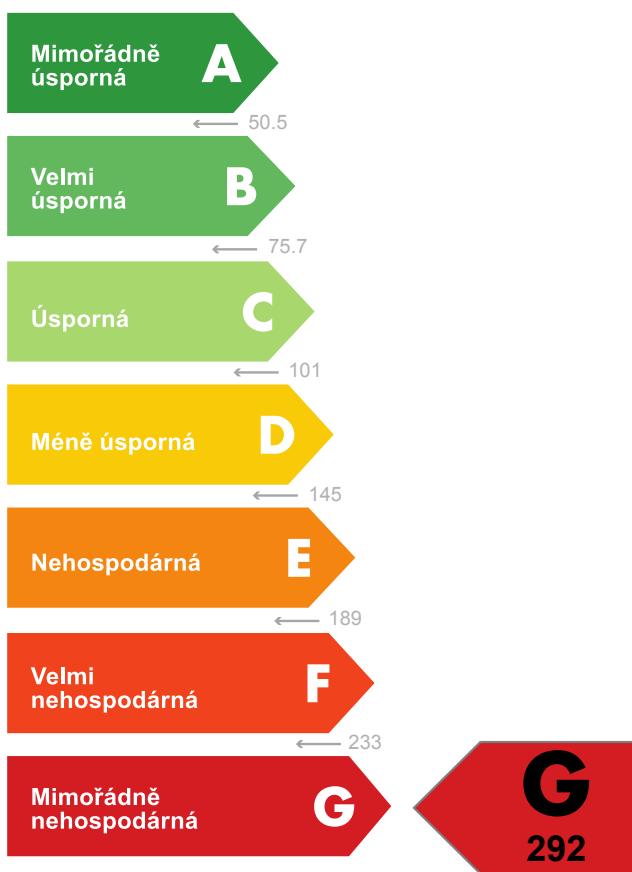 Mimořádně
úsporná
A
50.5
Velmi
úsporná
B
75.7
Úsporná
C
101
Méně úsporná
D
145
Nehospodárná
E
189
Velmi
nehospodárná
F
233
Mimořádně
nehospodárná
G
G
292